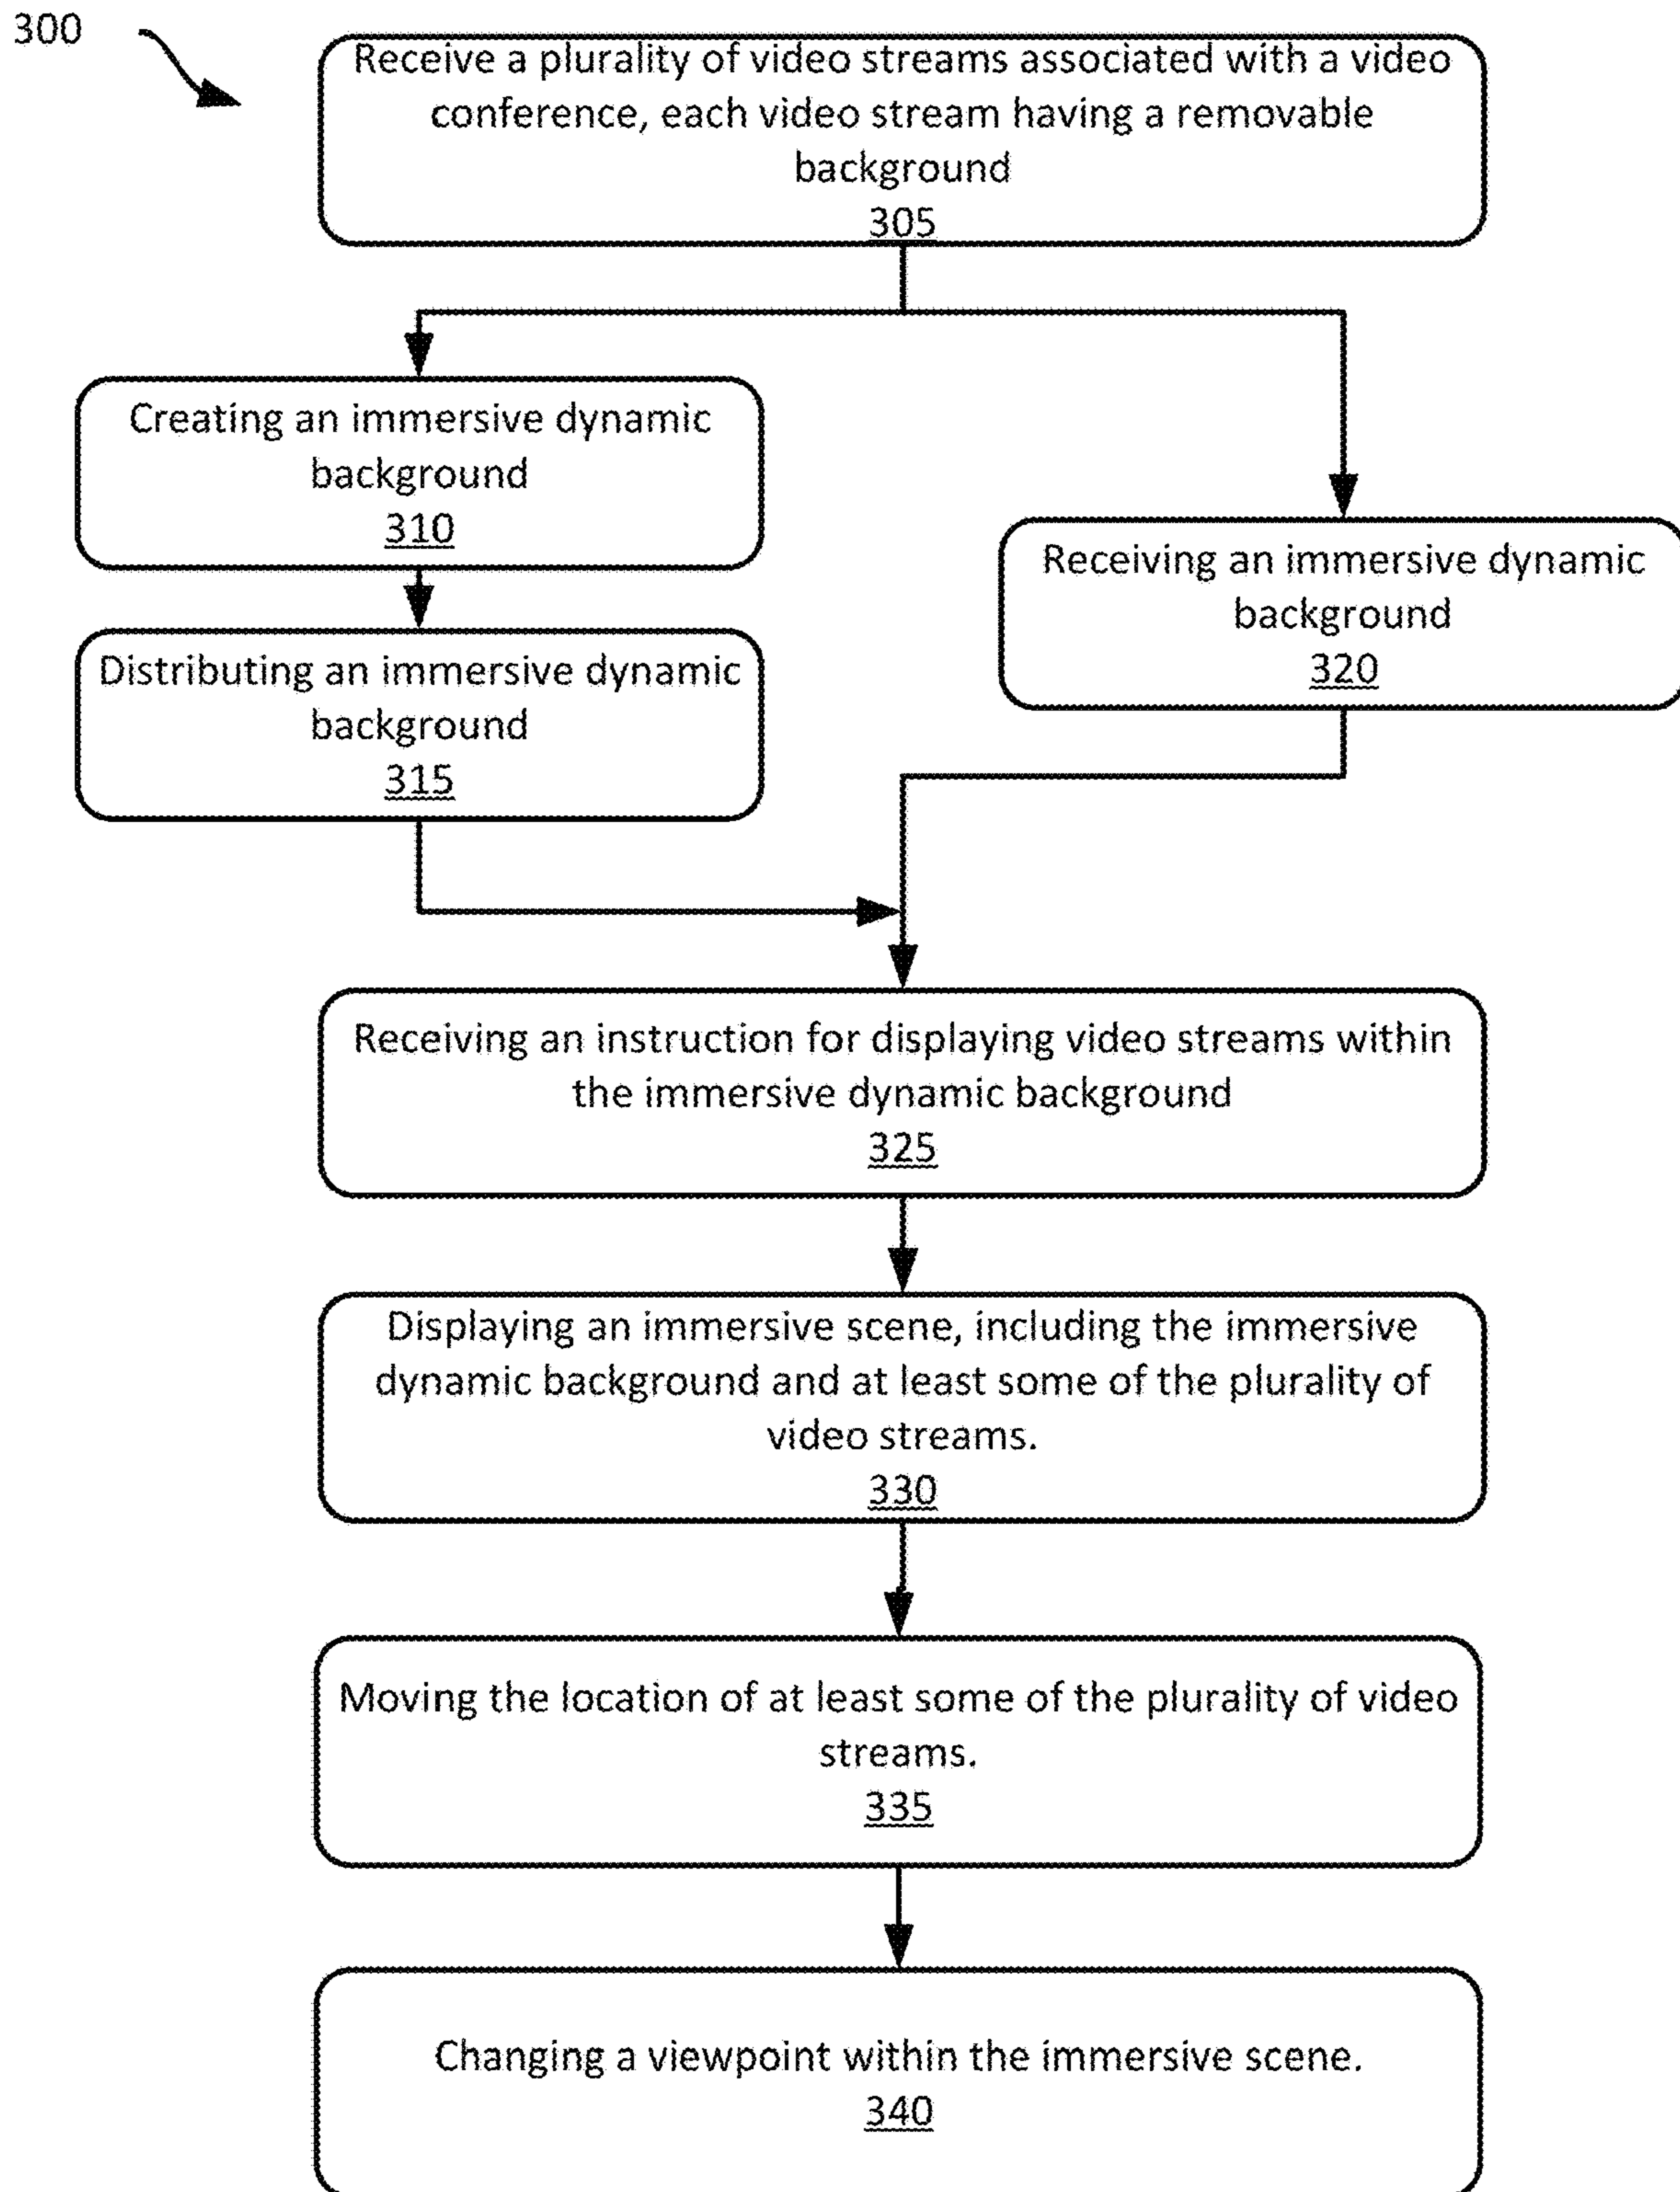 300
Receive a plurality of video streams associated with a video
conference, each video stream having a removable
background
305
Creating an immersive dynamic
background
310
Distributing an immersive dynamic
background
315
Receiving an immersive dynamic
background
320
Receiving an instruction for displaying video streams within
the immersive dynamic background
325
Displaying an immersive scene, including the immersive
dynamic background and at least some of the plurality of
video streams.
330
Moving the location of at least some of the plurality of video
streams.
335
Changing a viewpoint within the immersive scene.
340